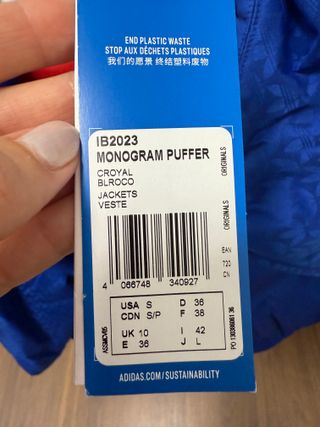 END PLASTIC WASTE
STOP AUX DÉCHETS PLASTIQUES
我们的愿景 终结塑料废物
IB2023
MONOGRAM PUFFER
CROYAL
BLROCO
JACKETS
VESTE
ORIGINALS
ORIGINALS
EAN
720
CN
4 066748 340927
USA S D 36
CDN S/P F 38
UK 10 I 42
E 36 J L
ADIDAS.COM/SUSTAINABILITY